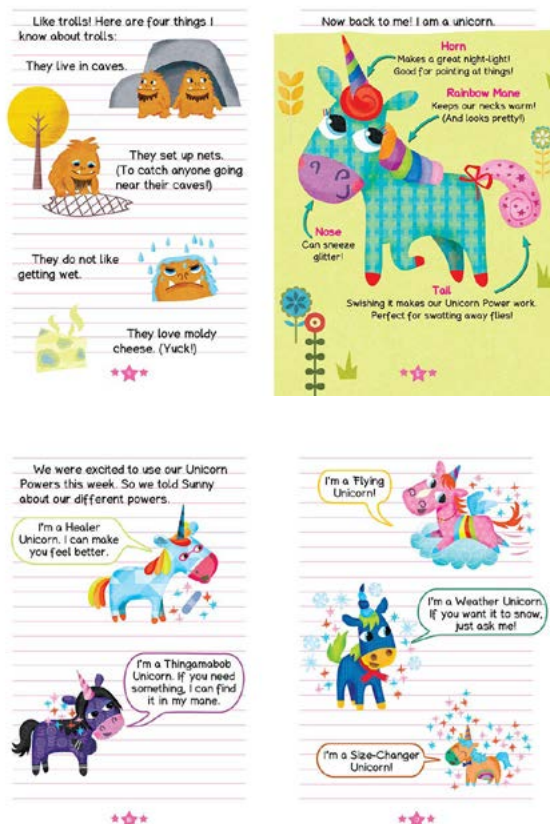 Like trolls! Here are four things I
know about trolls:
They live in caves.
They set up nets.
(To catch anyone going
near their caves!)
They do not like
getting wet.
They love moldy
cheese. (Yuck!)
Now back to me! I am a unicorn.
Horn
Makes a great night-light!
Good for pointing at things!
Rainbow Mane
Keeps our necks warm!
(And looks pretty!)
Nose
Can sneeze
glitter!
Tail
Swishing it makes our Unicorn Power work.
Perfect for swatting away flies!
We were excited to use our Unicorn
Powers this week. So we told Sunny
about our different powers.
I'm a Healer
Unicorn. I can make
you feel better.
I'm a Thingamabob
Unicorn. If you need
something, I can find
it in my mane.
I'm a Flying
Unicorn!
I'm a Weather Unicorn.
If you want it to snow,
just ask me!
I'm a Size-Changer
Unicorn!